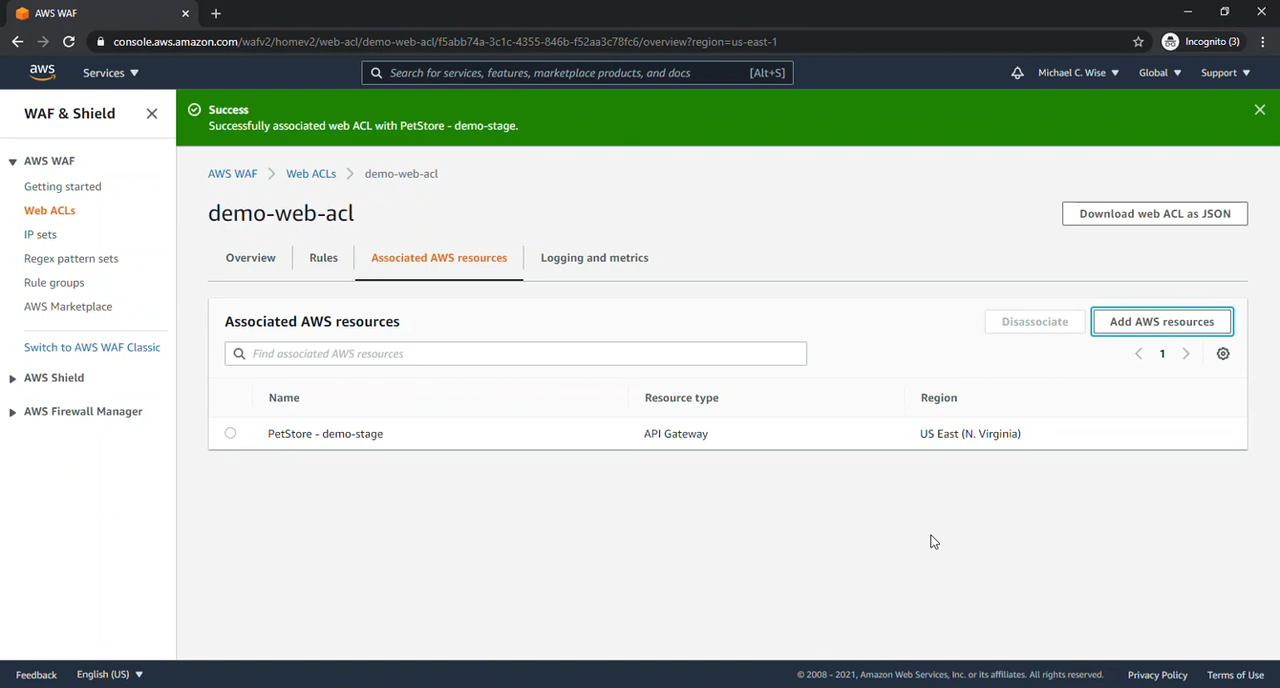 AWS WAF
console.aws.amazon.com/wafv2/homev2/web-acl/demo-web-acl/f5abb74a-3c1c-4355-846b-f52aa3c78fc6/overview?region=us-east-1
Incognito (3)
aws
Services
Search for services, features, marketplace products, and docs
[Alt+S]
Michael C. Wise
Global
Support
WAF & Shield
AWS WAF
Getting started
Web ACLs
IP sets
Regex pattern sets
Rule groups
AWS Marketplace
Switch to AWS WAF Classic
AWS Shield
AWS Firewall Manager
Success
Successfully associated web ACL with PetStore - demo-stage.
AWS WAF > Web ACLs > demo-web-acl
demo-web-acl
Download web ACL as JSON
Overview
Rules
Associated AWS resources
Logging and metrics
Associated AWS resources
Disassociate
Add AWS resources
Find associated AWS resources
1
Name
Resource type
Region
PetStore - demo-stage
API Gateway
US East (N. Virginia)
Feedback
English (US)
© 2008 - 2021, Amazon Web Services, Inc. or its affiliates. All rights reserved.
Privacy Policy
Terms of Use